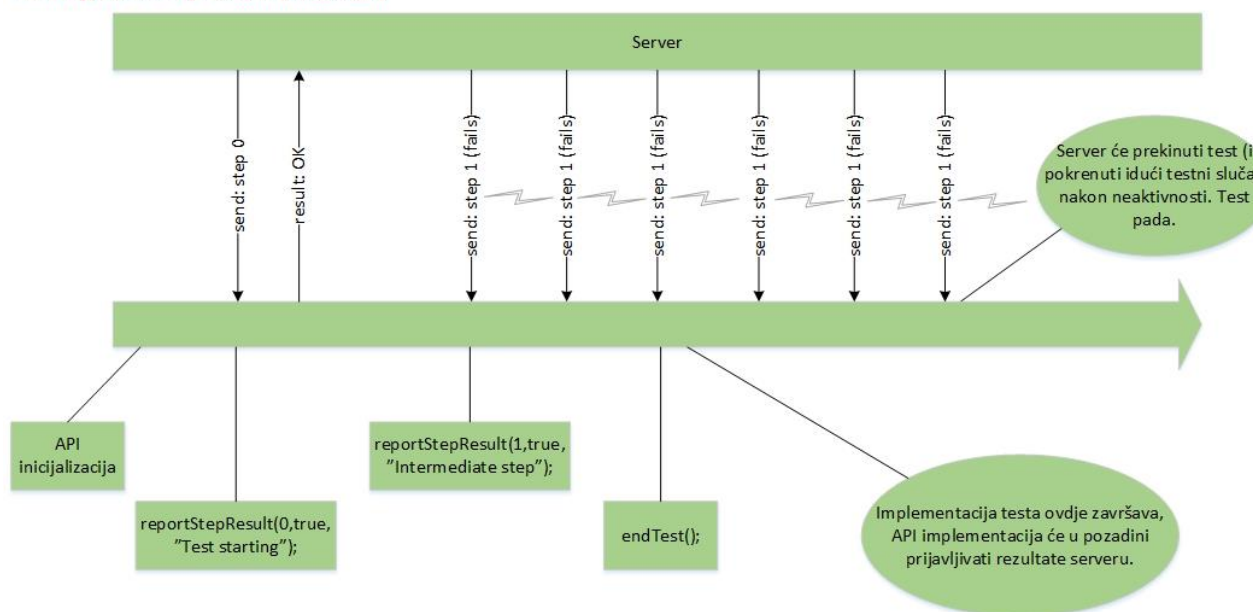 Server
send: step 0
result: OK
send: step 1 (fails)
send: step 1 (fails)
send: step 1 (fails)
send: step 1 (fails)
send: step 1 (fails)
send: step 1 (fails)
Server će prekinuti test (i
pokrenuti idući testni sluča
nakon neaktivnosti. Test
pada.
API
inicijalizacija
reportStepResult(0,true,
”Test starting”);
reportStepResult(1,true,
”Intermediate step”);
endTest();
Implementacija testa ovdje završava,
API implementacija će u pozadini
prijavljivati rezultate serveru.